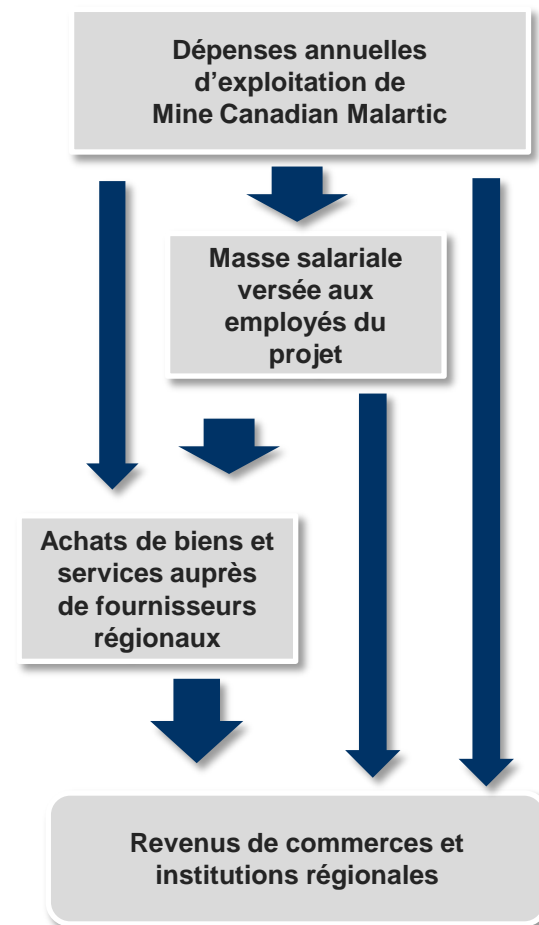 Dépenses annuelles
d’exploitation de
Mine Canadian Malartic
Masse salariale
versée aux
employés du
projet
Achats de biens et
services auprès
de fournisseurs
régionaux
Revenus de commerces et
institutions régionales